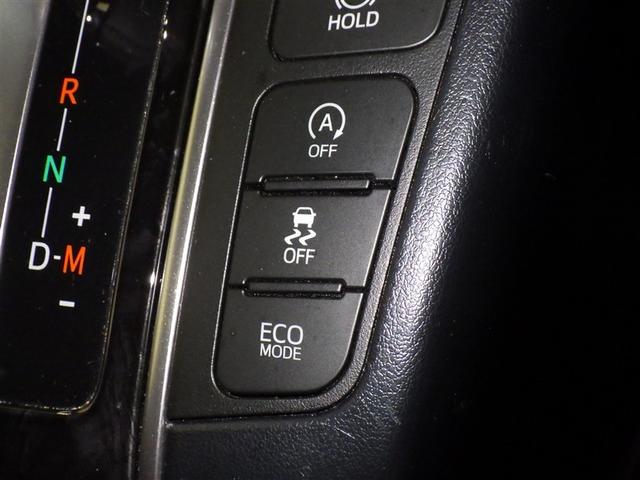 HOLD
R
A
OFF
N
+
D-M
-
OFF
ECO
MODE